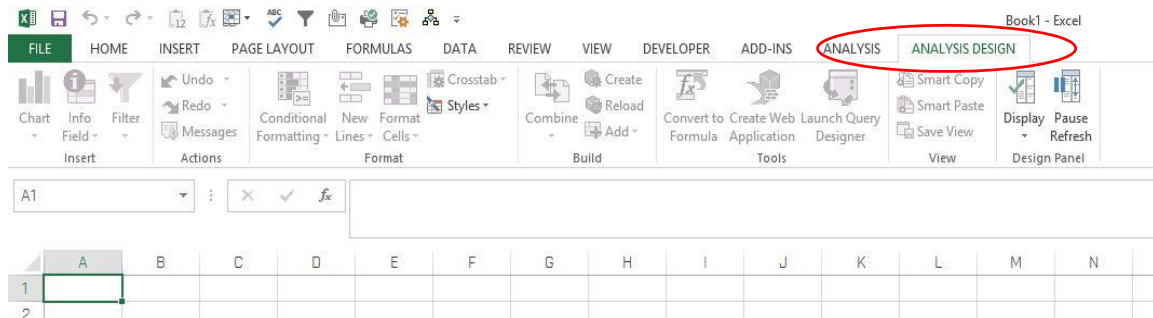 12 fx ABC Book1 - Excel
FILE HOME INSERT PAGE LAYOUT FORMULAS DATA REVIEW VIEW DEVELOPER ADD-INS ANALYSIS ANALYSIS DESIGN
Chart Info Field Filter
Insert
Undo
Redo
Messages
Actions
Conditional Formatting New Lines Format Cells
Crosstab
Styles
Format
Combine
Create
Reload
Add
Build
Convert to Formula Create Web Application Launch Query Designer
Tools
Smart Copy
Smart Paste
Save View
View
Display Pause Refresh
Design Panel
A1 fx
A B C D E F G H I J K L M N
1
2